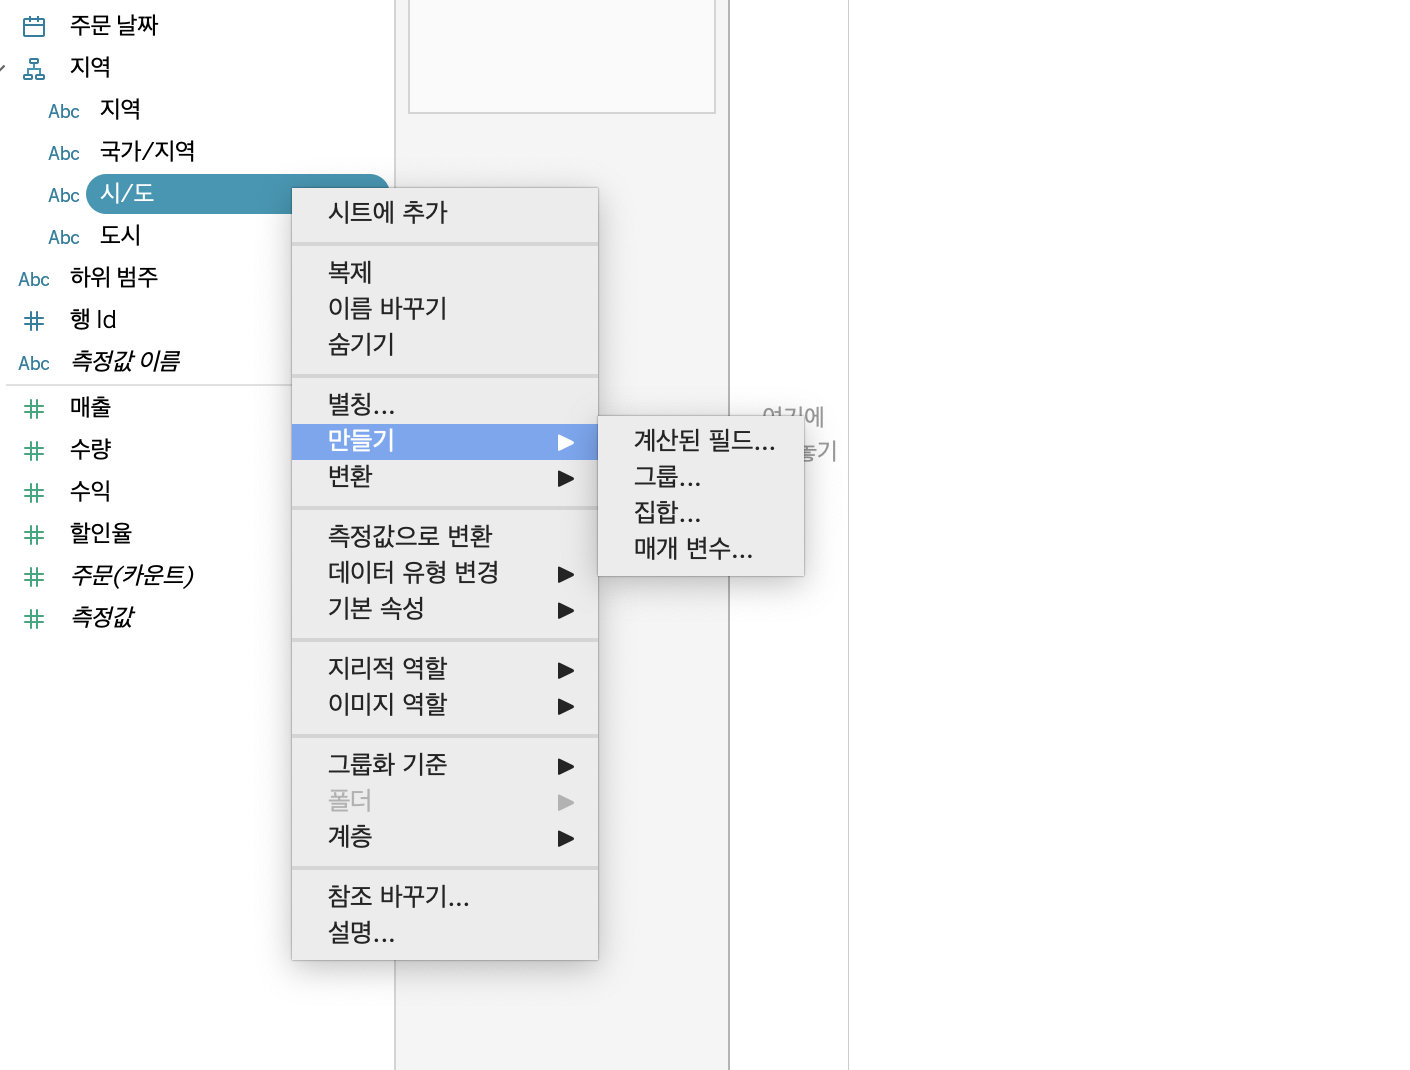 주문 날짜
지역
Abc 지역
Abc 국가/지역
Abc 시/도
Abc 도시
Abc 하위 범주
행 Id
Abc 측정값 이름
매출
수량
수익
할인율
주문(카운트)
측정값
시트에 추가
복제
이름 바꾸기
숨기기
별칭...
만들기
변환
측정값으로 변환
데이터 유형 변경
기본 속성
지리적 역할
이미지 역할
그룹화 기준
폴더
계층
참조 바꾸기...
설명...
계산된 필드...
그룹...
집합...
매개 변수...
여기에
놓기